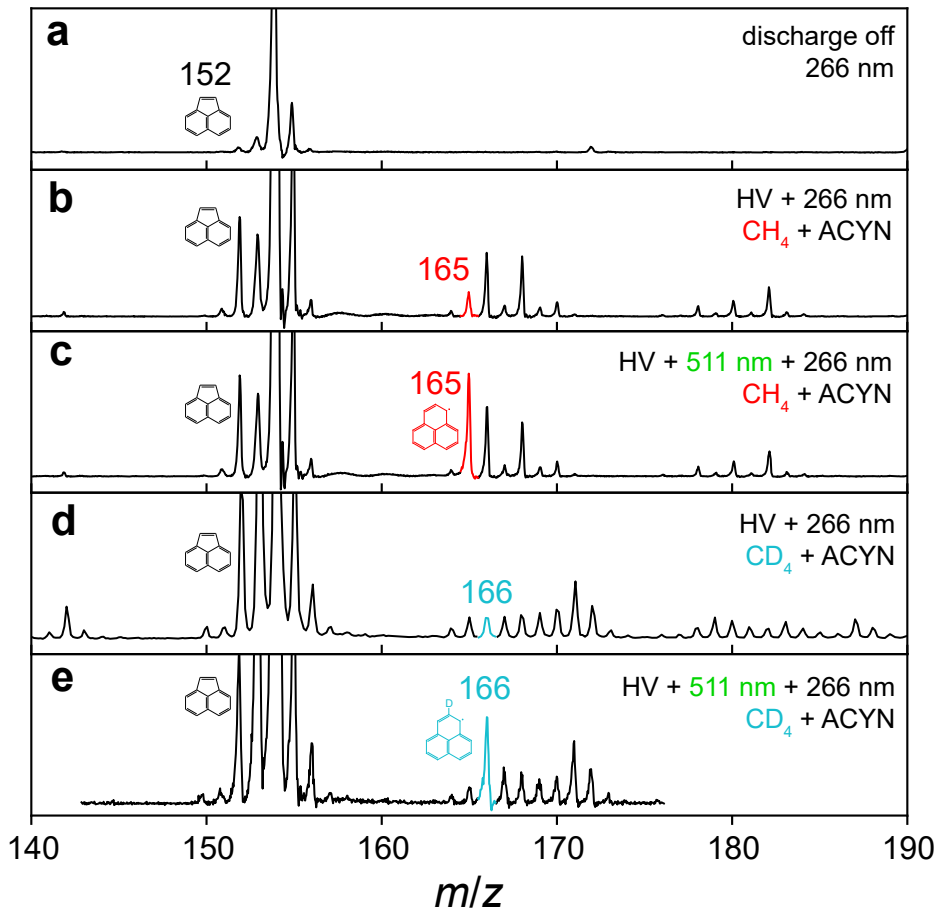 a
discharge off
266 nm
152
b
HV + 266 nm
CH₄ + ACYN
165
c
HV + 511 nm + 266 nm
CH₄ + ACYN
165
d
HV + 266 nm
CD₄ + ACYN
166
e
HV + 511 nm + 266 nm
CD₄ + ACYN
166
D
140 150 160 170 180 190
m/z